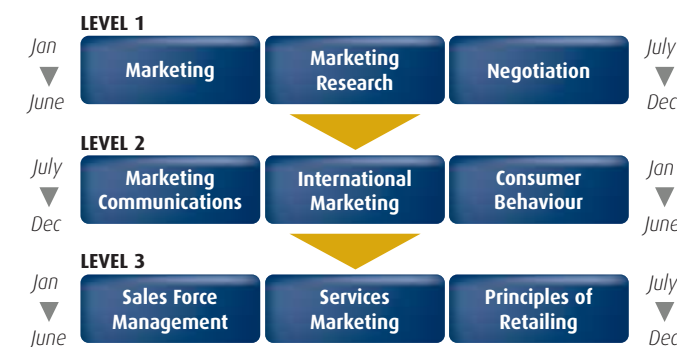 LEVEL 1
Jan
June
Marketing
Marketing
Research
Negotiation
July
Dec
LEVEL 2
July
Dec
Marketing
Communications
International
Marketing
Consumer
Behaviour
Jan
June
LEVEL 3
Jan
June
Sales Force
Management
Services
Marketing
Principles of
Retailing
July
Dec